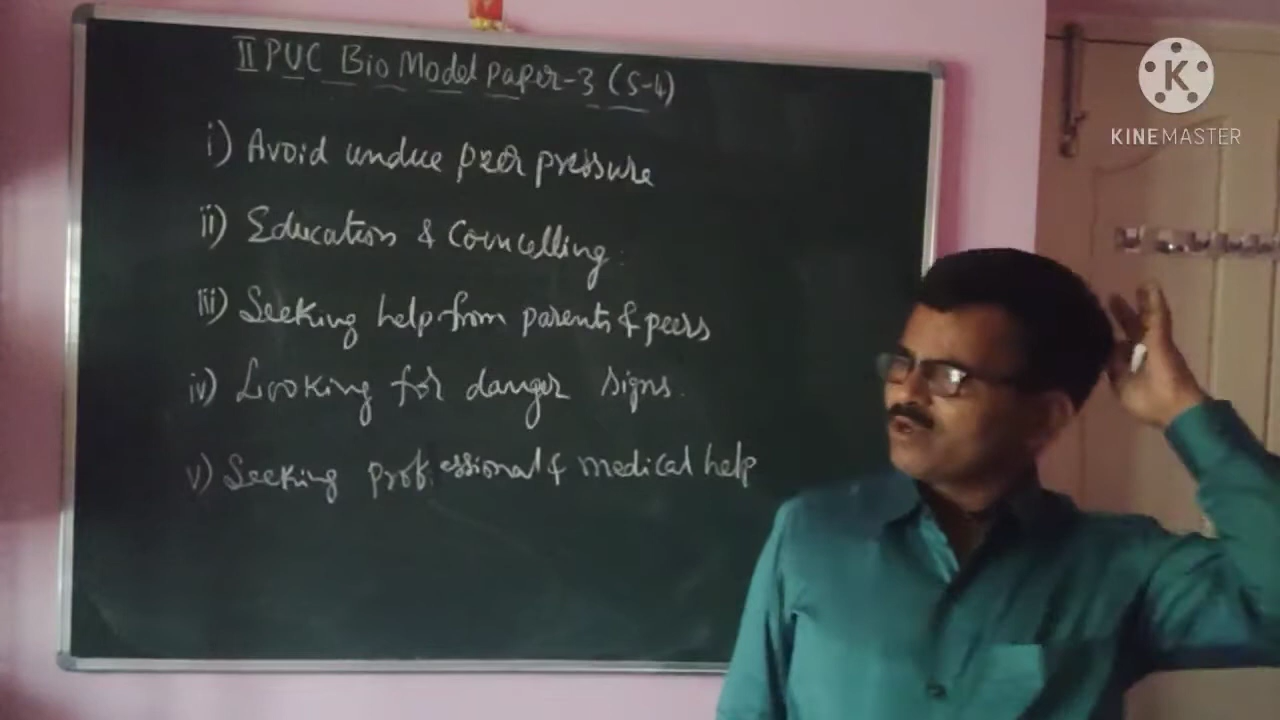 II PUC Bio Model Paper-3 (S-4)
i) Avoid undue peer pressure
ii) Education & Councelling.
iii) Seeking help from parents & peers
iv) Looking for danger signs.
v) Seeking professional & medical help
K
KINEMASTER